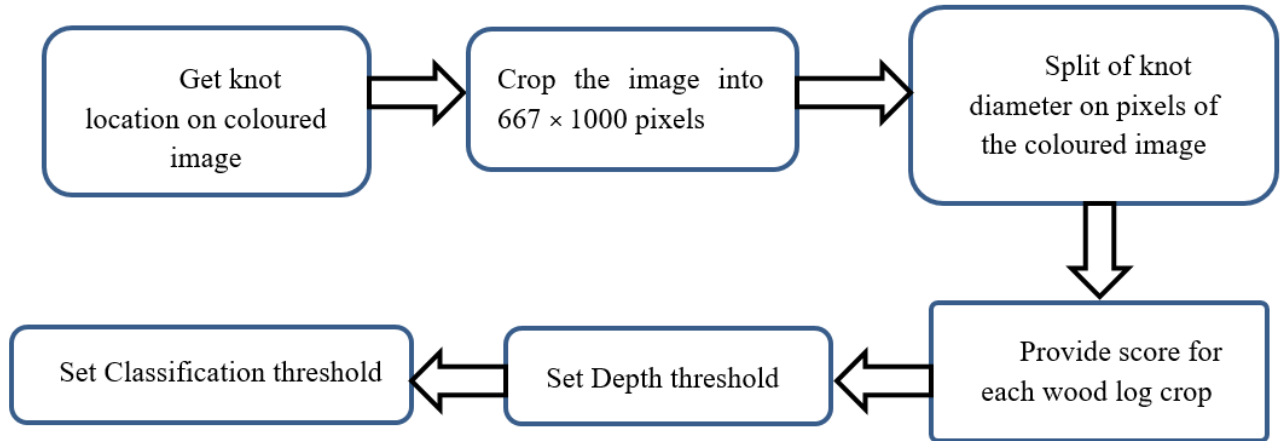 Get knot
location on coloured
image
Crop the image into
667 × 1000 pixels
Split of knot
diameter on pixels of
the coloured image
Provide score for
each wood log crop
Set Depth threshold
Set Classification threshold